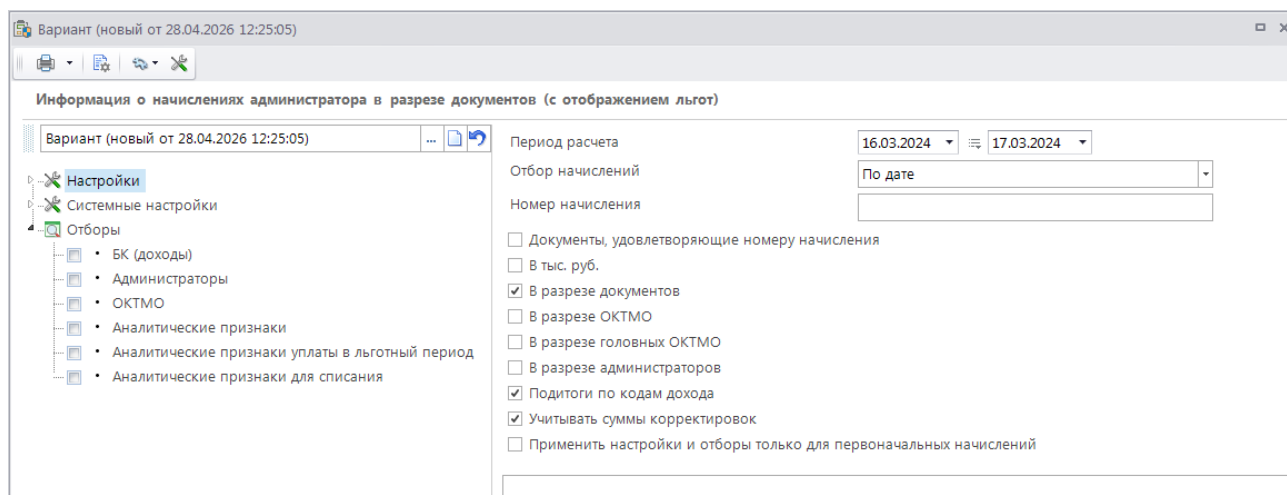 Вариант (новый от 28.04.2026 12:25:05)
Информация о начислениях администратора в разрезе документов (с отображением льгот)
Вариант (новый от 28.04.2026 12:25:05) ...
Настройки
Системные настройки
Отборы
БК (доходы)
Администраторы
ОКТМО
Аналитические признаки
Аналитические признаки уплаты в льготный период
Аналитические признаки для списания
Период расчета 16.03.2024 17.03.2024
Отбор начислений По дате
Номер начисления
Документы, удовлетворяющие номеру начисления
В тыс. руб.
В разрезе документов
В разрезе ОКТМО
В разрезе головных ОКТМО
В разрезе администраторов
Подитоги по кодам дохода
Учитывать суммы корректировок
Применить настройки и отборы только для первоначальных начислений